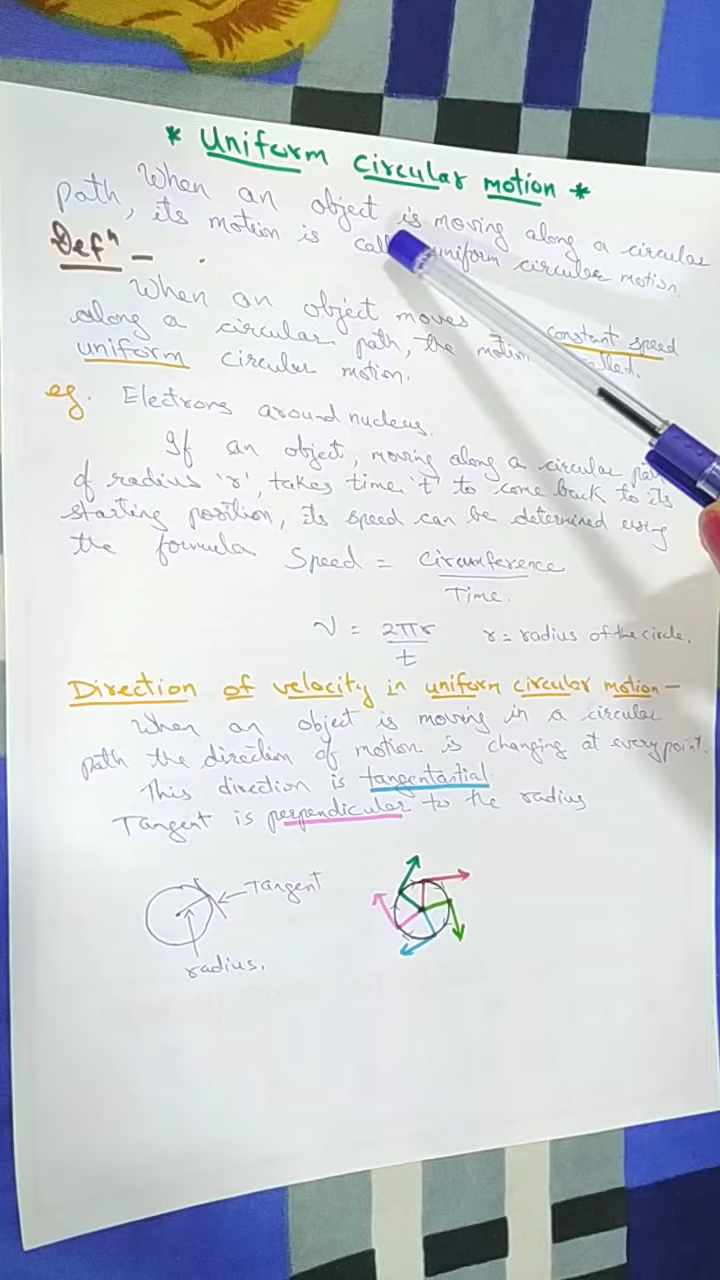 * Uniform circular motion *
When an object is moving along a circular
path, its motion is call uniform circular motion.
Defⁿ -
When an object moves constant speed
along a circular path, the motion called
uniform circular motion.
eg. Electrons around nucleus.
If an object, moving along a circular pa
of radius 'r', takes time 't' to come back to its
starting position, its speed can be determined using
the formula Speed = Circumference
Time.
v = 2πr
t
r = radius of the circle.
Direction of velocity in uniform circular motion -
When an object is moving in a circular
path the direction of motion is changing at every point.
This direction is tangentantial
Tangent is perpendicular to the radius
Tangent
radius.